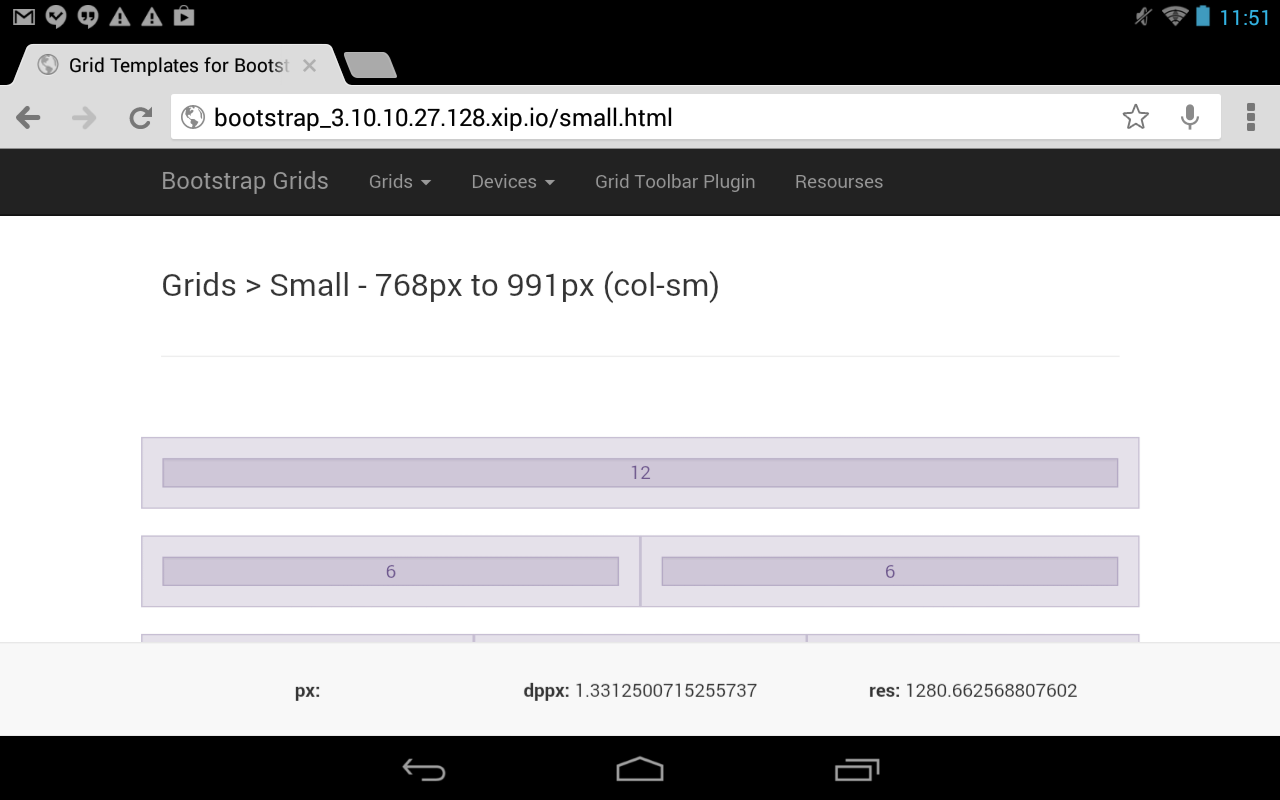 11:51
Grid Templates for Boots
bootstrap_3.10.10.27.128.xip.io/small.html
Bootstrap Grids Grids Devices Grid Toolbar Plugin Resourses
Grids > Small - 768px to 991px (col-sm)
12
6 6
px: dppx: 1.3312500715255737 res: 1280.662568807602